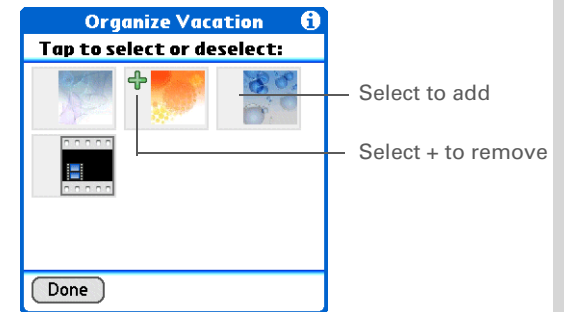 Organize Vacation
Tap to select or deselect:
Select to add
Select + to remove
Done